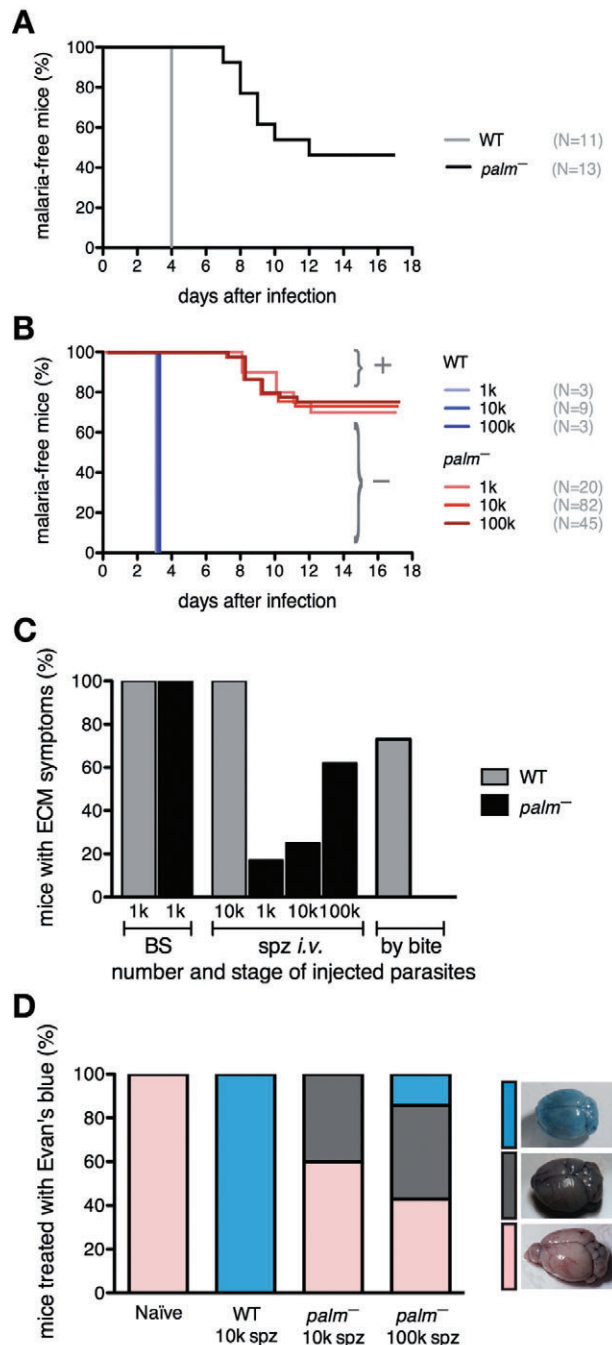 A
malaria-free mice (%)
100
80
60
40
20
0
0 2 4 6 8 10 12 14 16 18
days after infection
WT (N=11)
palm⁻ (N=13)
B
malaria-free mice (%)
100
80
60
40
20
0
0 2 4 6 8 10 12 14 16 18
days after infection
+
−
WT
1k (N=3)
10k (N=9)
100k (N=3)
palm⁻
1k (N=20)
10k (N=82)
100k (N=45)
C
mice with ECM symptoms (%)
100
80
60
40
20
0
1k 1k 10k 1k 10k 100k
BS spz i.v. by bite
number and stage of injected parasites
WT
palm⁻
D
mice treated with Evan's blue (%)
100
80
60
40
20
0
Naïve WT palm⁻ palm⁻
10k spz 10k spz 100k spz